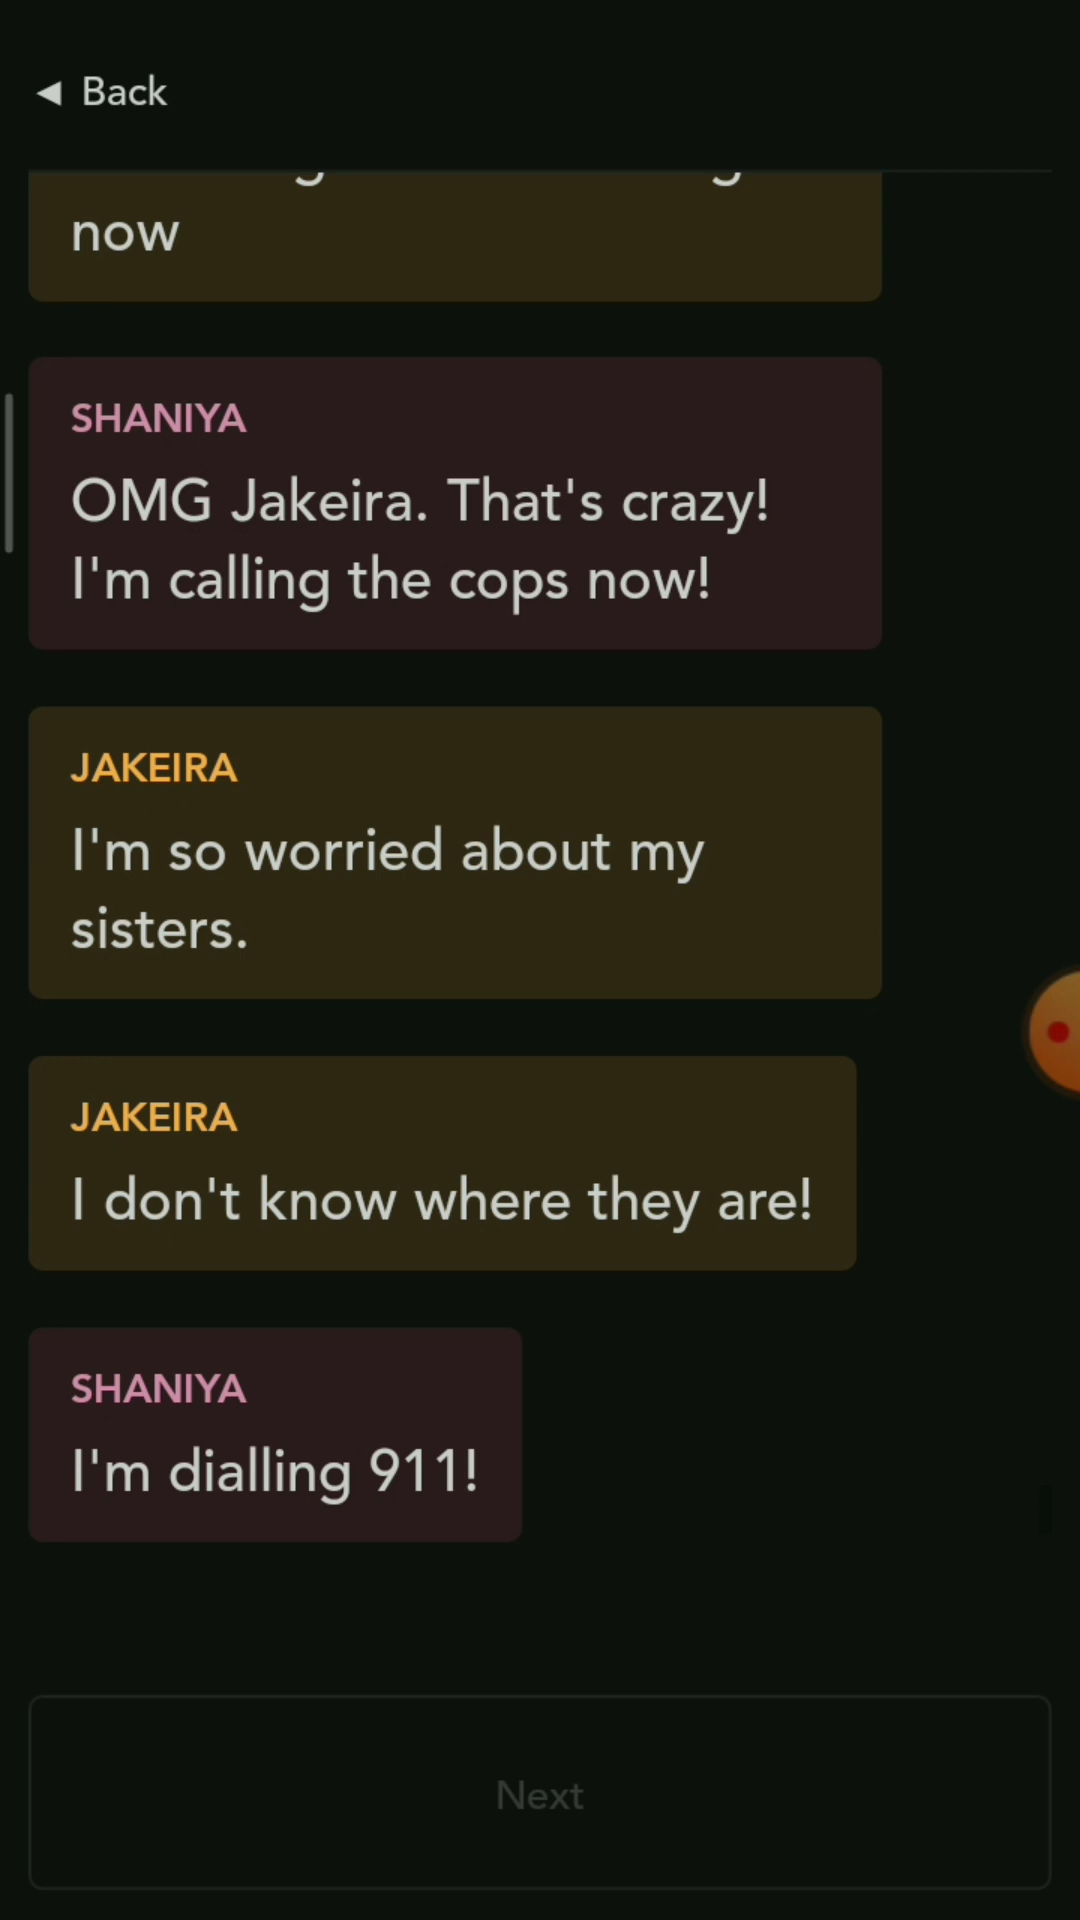 ◀ Back
now
SHANIYA
OMG Jakeira. That's crazy!
I'm calling the cops now!
JAKEIRA
I'm so worried about my
sisters.
JAKEIRA
I don't know where they are!
SHANIYA
I'm dialling 911!
Next